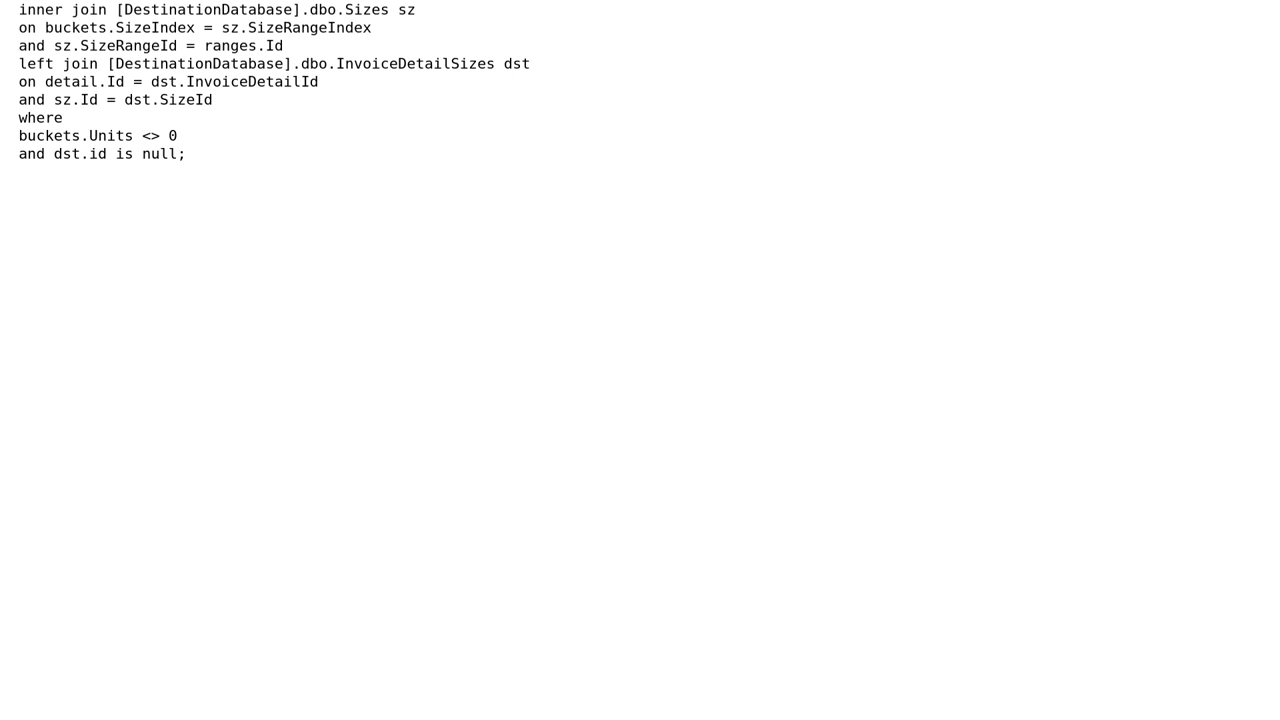 inner join [DestinationDatabase].dbo.Sizes sz
on buckets.SizeIndex = sz.SizeRangeIndex
and sz.SizeRangeId = ranges.Id
left join [DestinationDatabase].dbo.InvoiceDetailSizes dst
on detail.Id = dst.InvoiceDetailId
and sz.Id = dst.SizeId
where
buckets.Units <> 0
and dst.id is null;